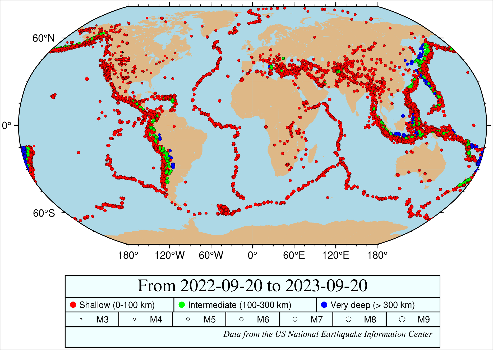 60°N
0°
60°S
180° 120°W 60°W 0° 60°E 120°E 180°
From 2022-09-20 to 2023-09-20
Shallow (0-100 km) Intermediate (100-300 km) Very deep (> 300 km)
M3 M4 M5 M6 M7 M8 M9
Data from the US National Earthquake Information Center